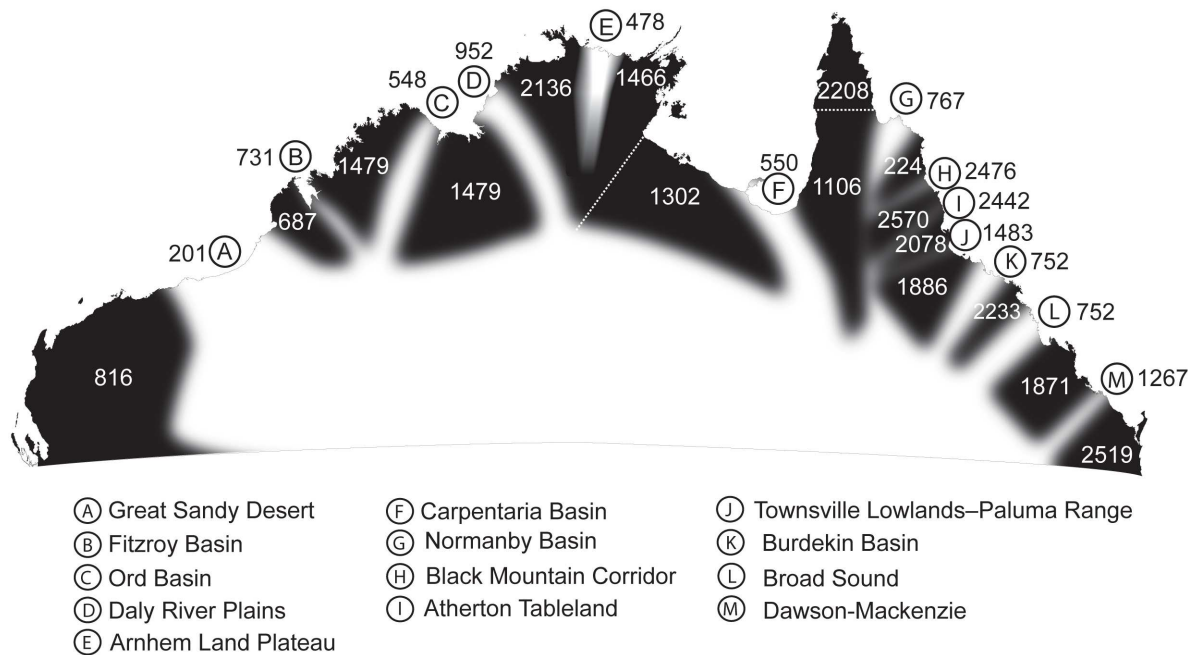 E 478
952
D
2136
1466
548
C
2208
G 767
731 B
1479
224
H 2476
550
F
1106
I 2442
687
1479
1302
2570
2078
J 1483
201 A
K 752
1886
2233
L 752
816
1871
M 1267
2519
A Great Sandy Desert
B Fitzroy Basin
C Ord Basin
D Daly River Plains
E Arnhem Land Plateau
F Carpentaria Basin
G Normanby Basin
H Black Mountain Corridor
I Atherton Tableland
J Townsville Lowlands–Paluma Range
K Burdekin Basin
L Broad Sound
M Dawson-Mackenzie